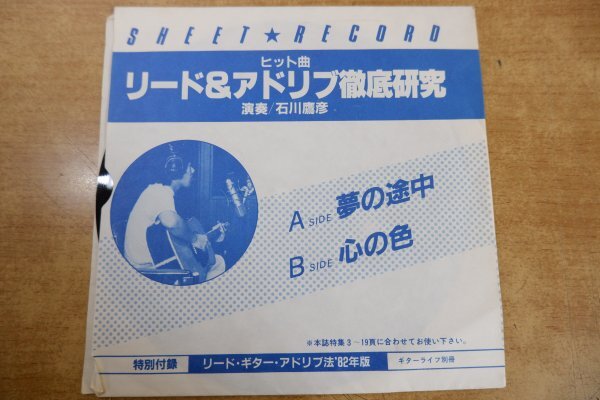 SHEET★RECORD
ヒット曲
リード&アドリブ徹底研究
演奏/石川鷹彦
A SIDE 夢の途中
B SIDE 心の色
※本誌特集3~19頁に合わせてお使い下さい。
特別付録 リード・ギター・アドリブ法'82年版 ギターライフ別冊